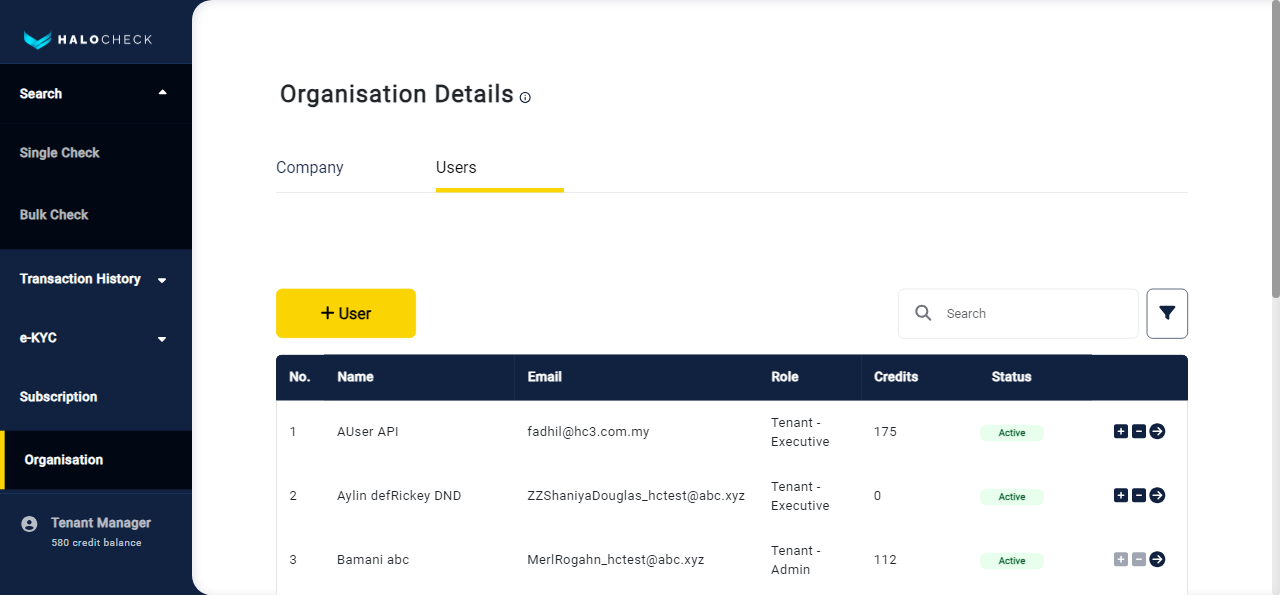 HALOCHECK
Search
Single Check
Bulk Check
Transaction History
e-KYC
Subscription
Organisation
Tenant Manager
580 credit balance
Organisation Details
Company Users
+ User
Search
No. Name Email Role Credits Status
1 AUser API fadhil@hc3.com.my Tenant - Executive 175 Active
2 Aylin defRickey DND ZZShaniyaDouglas_hctest@abc.xyz Tenant - Executive 0 Active
3 Bamani abc MerlRogahn_hctest@abc.xyz Tenant - Admin 112 Active